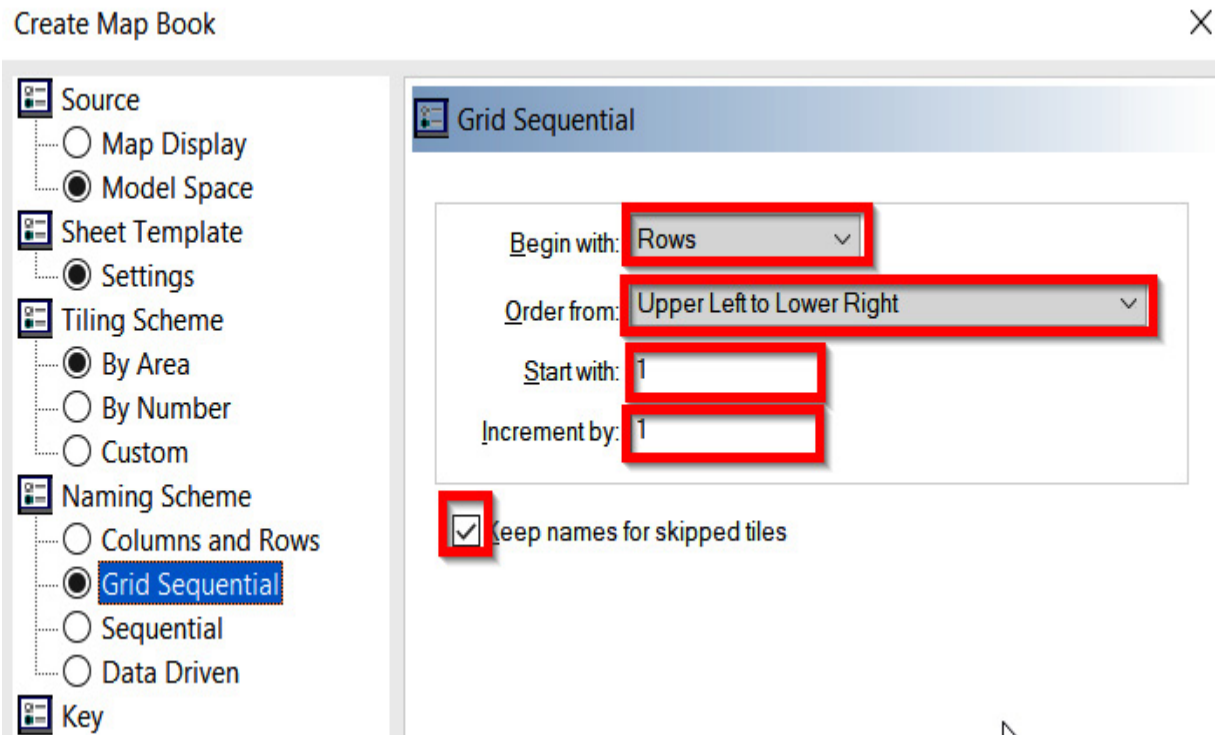 Create Map Book
Source
Map Display
Model Space
Sheet Template
Settings
Tiling Scheme
By Area
By Number
Custom
Naming Scheme
Columns and Rows
Grid Sequential
Sequential
Data Driven
Key
Grid Sequential
Begin with: Rows
Order from: Upper Left to Lower Right
Start with: 1
Increment by: 1
Keep names for skipped tiles